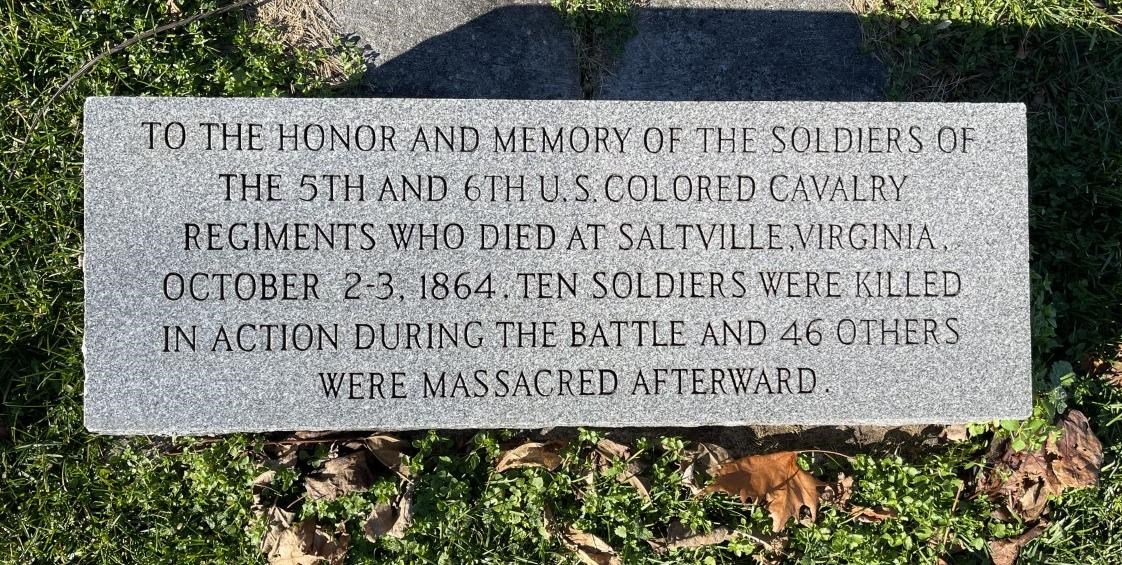 TO THE HONOR AND MEMORY OF THE SOLDIERS OF
THE 5TH AND 6TH U.S. COLORED CAVALRY
REGIMENTS WHO DIED AT SALTVILLE, VIRGINIA,
OCTOBER 2-3, 1864. TEN SOLDIERS WERE KILLED
IN ACTION DURING THE BATTLE AND 46 OTHERS
WERE MASSACRED AFTERWARD.